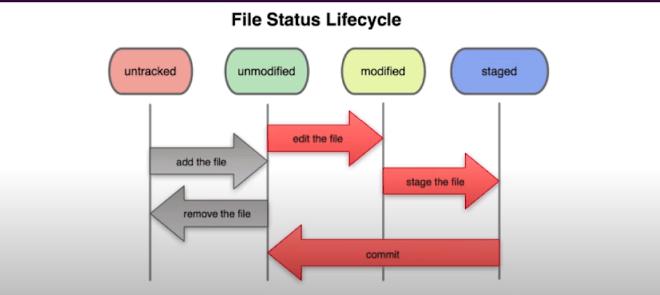 File Status Lifecycle
untracked
unmodified
modified
staged
edit the file
add the file
stage the file
remove the file
commit